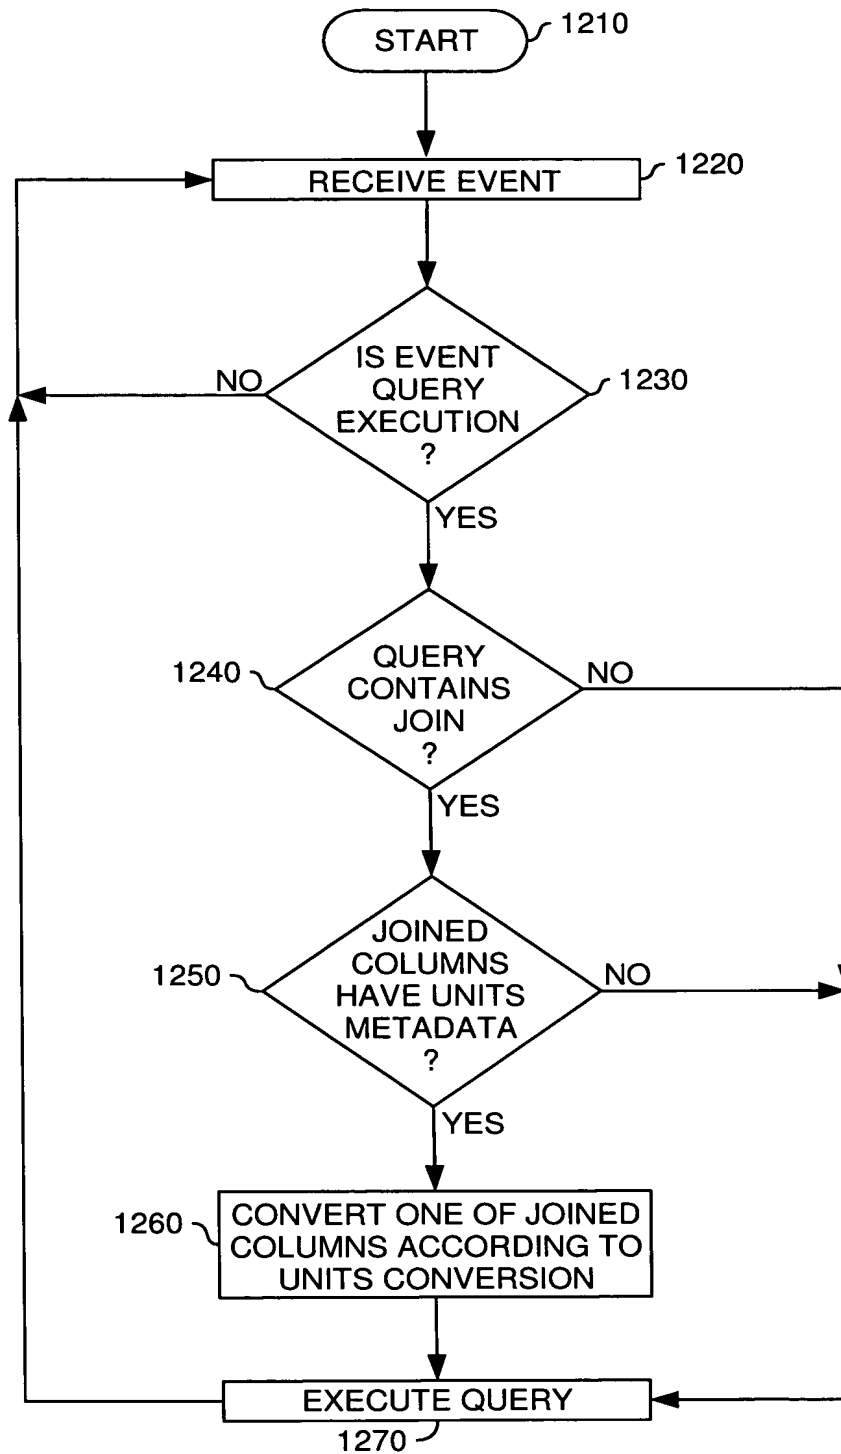 START
1210
RECEIVE EVENT
1220
IS EVENT
QUERY
EXECUTION
?
1230
NO
YES
1240
QUERY
CONTAINS
JOIN
?
NO
YES
1250
JOINED
COLUMNS
HAVE UNITS
METADATA
?
NO
YES
1260
CONVERT ONE OF JOINED
COLUMNS ACCORDING TO
UNITS CONVERSION
EXECUTE QUERY
1270